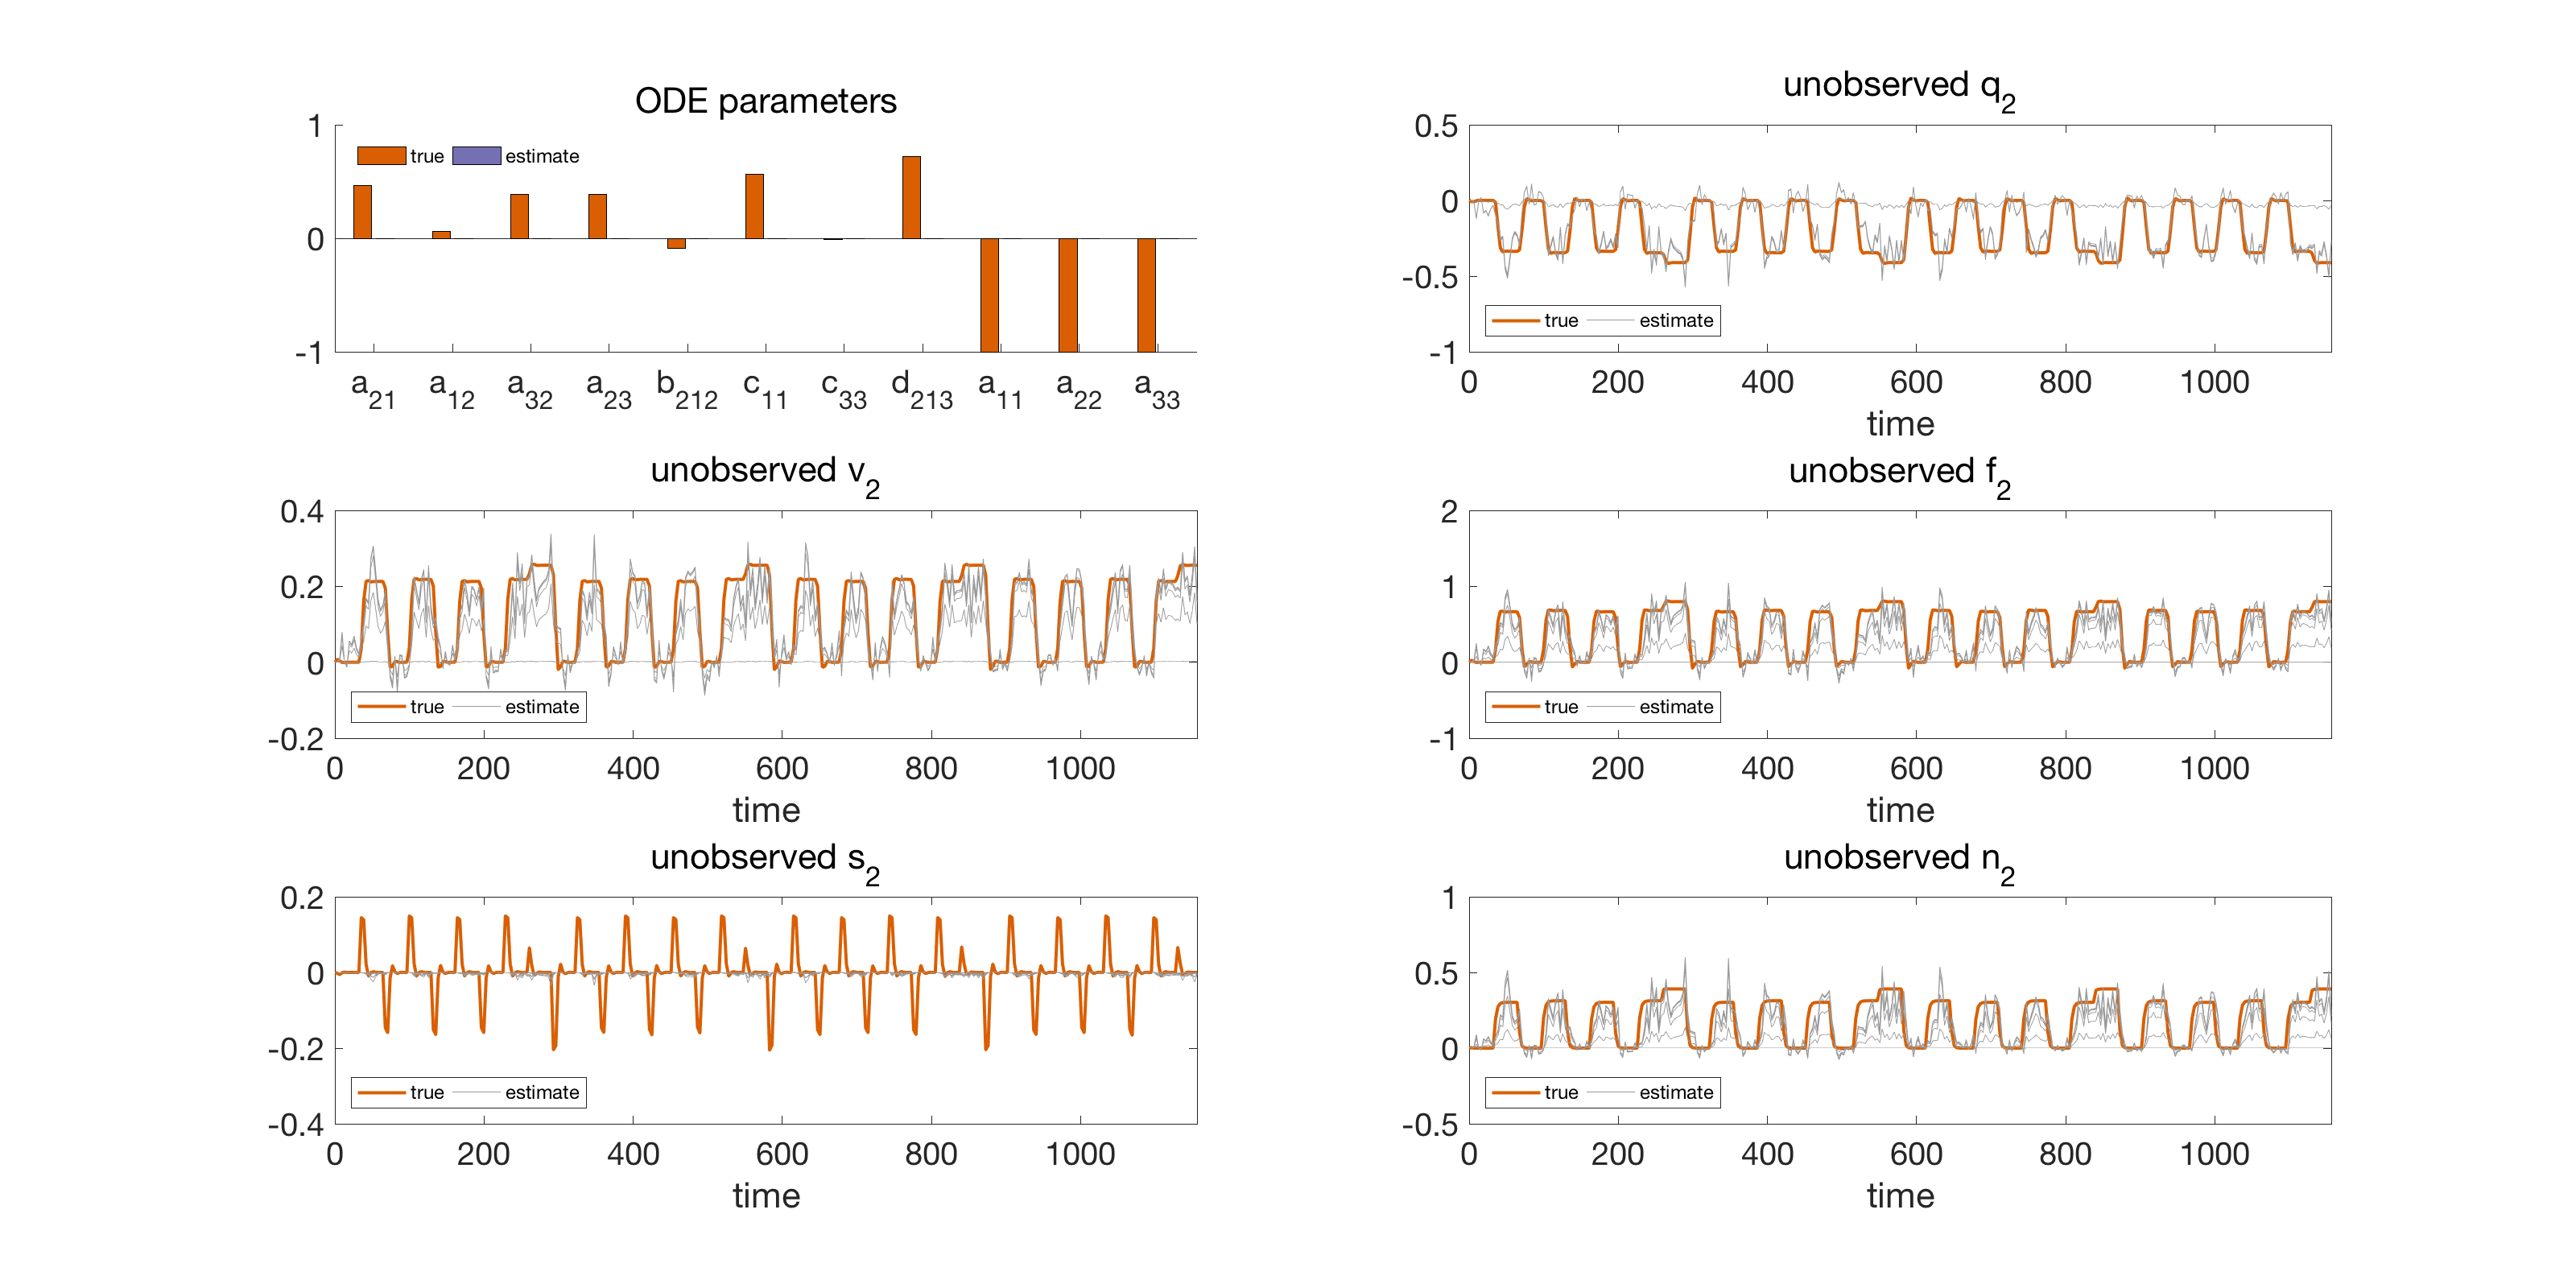 ODE parameters
1
0
-1
true estimate
a21 a12 a32 a23 b212 c11 c33 d213 a11 a22 a33
unobserved q2
0.5
0
-0.5
-1
true estimate
0 200 400 600 800 1000
time
unobserved v2
0.4
0.2
0
-0.2
true estimate
0 200 400 600 800 1000
time
unobserved f2
2
1
0
-1
true estimate
0 200 400 600 800 1000
time
unobserved s2
0.2
0
-0.2
-0.4
true estimate
0 200 400 600 800 1000
time
unobserved n2
1
0.5
0
-0.5
true estimate
0 200 400 600 800 1000
time